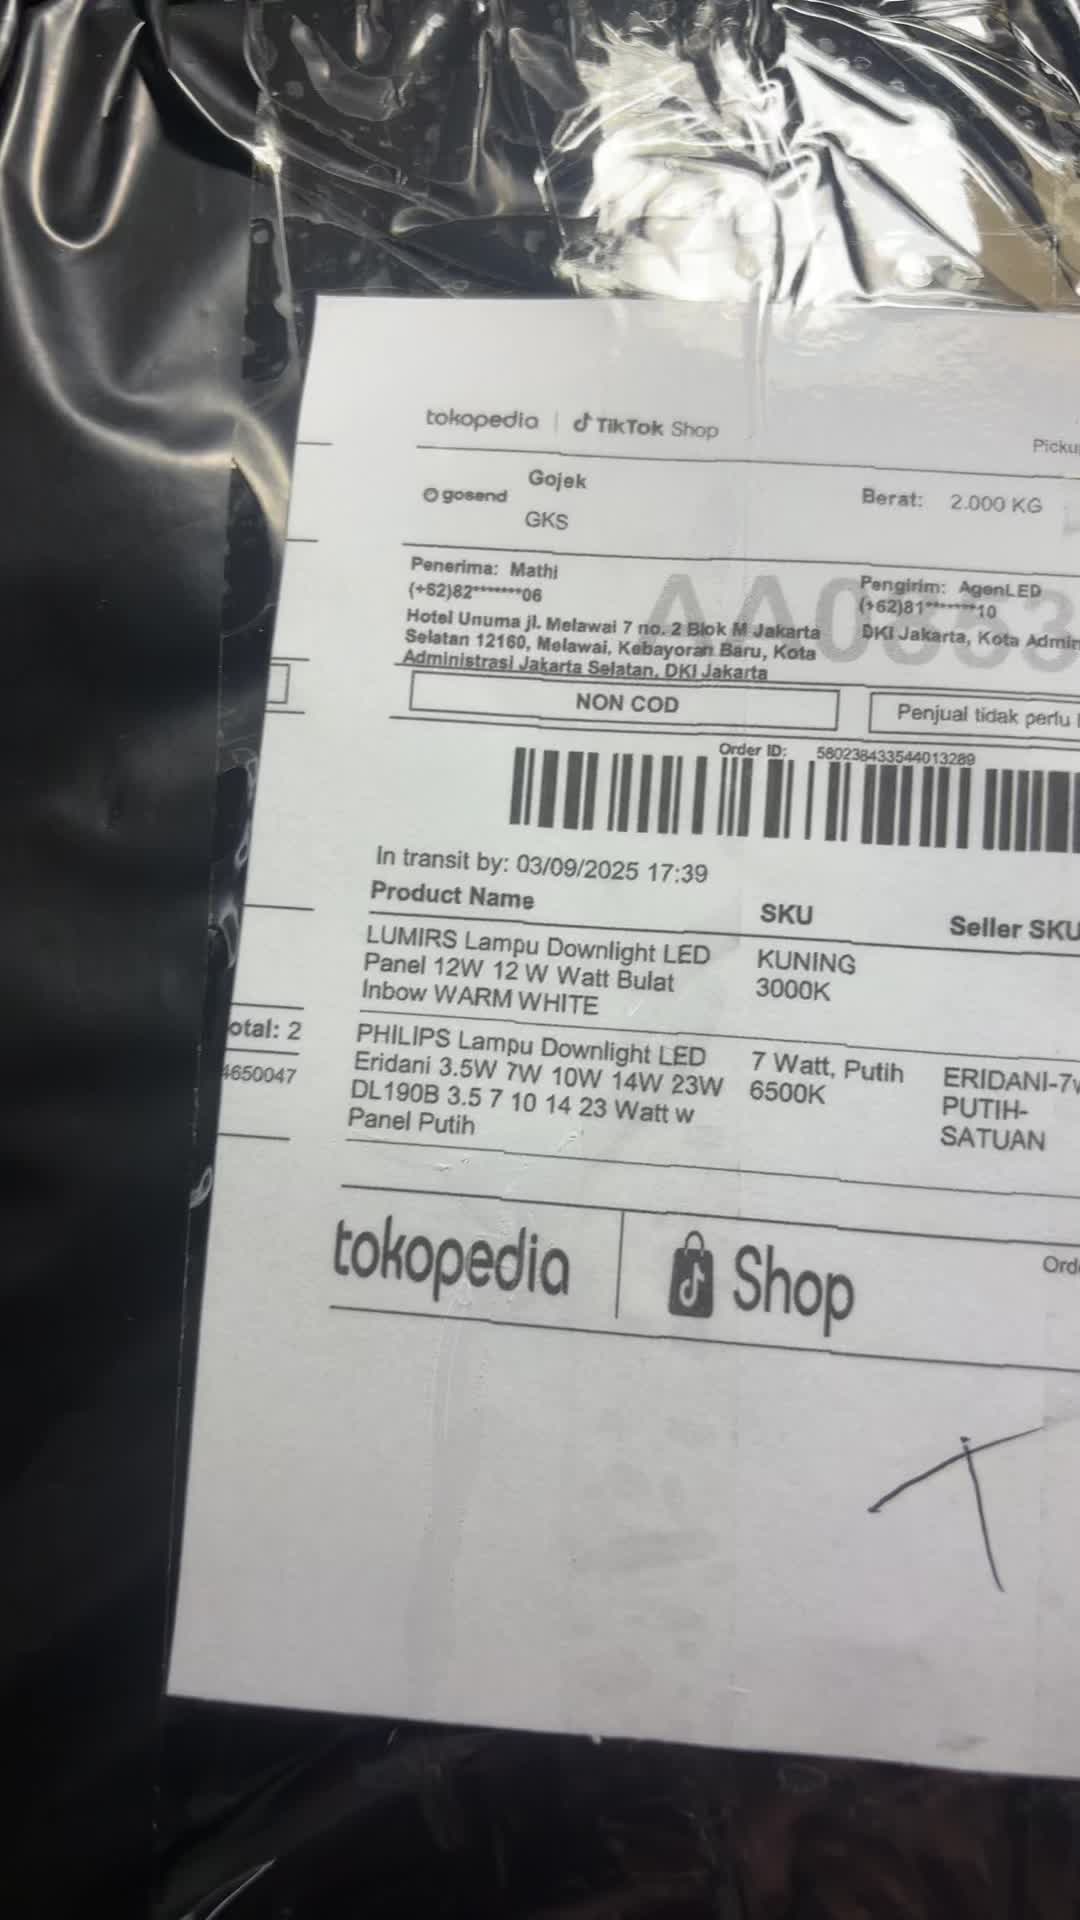 tokopedia | TikTok Shop
Gojek
gosend
GKS
Berat: 2.000 KG
Penerima: Mathi
(+62)82*******06
Hotel Unuma jl. Melawai 7 no. 2 Blok M Jakarta
Selatan 12160, Melawai, Kebayoran Baru, Kota
Administrasi Jakarta Selatan, DKI Jakarta
Pengirim: AgenLED
(+62)81*******10
DKI Jakarta, Kota Admin
NON COD
Penjual tidak perlu
Order ID: 580238433544013289
In transit by: 03/09/2025 17:39
Product Name SKU Seller SKU
LUMIRS Lampu Downlight LED
Panel 12W 12 W Watt Bulat
Inbow WARM WHITE
KUNING
3000K
otal: 2
4650047
PHILIPS Lampu Downlight LED
Eridani 3.5W 7W 10W 14W 23W
DL190B 3.5 7 10 14 23 Watt w
Panel Putih
7 Watt, Putih
6500K
ERIDANI-7w
PUTIH-
SATUAN
tokopedia | Shop